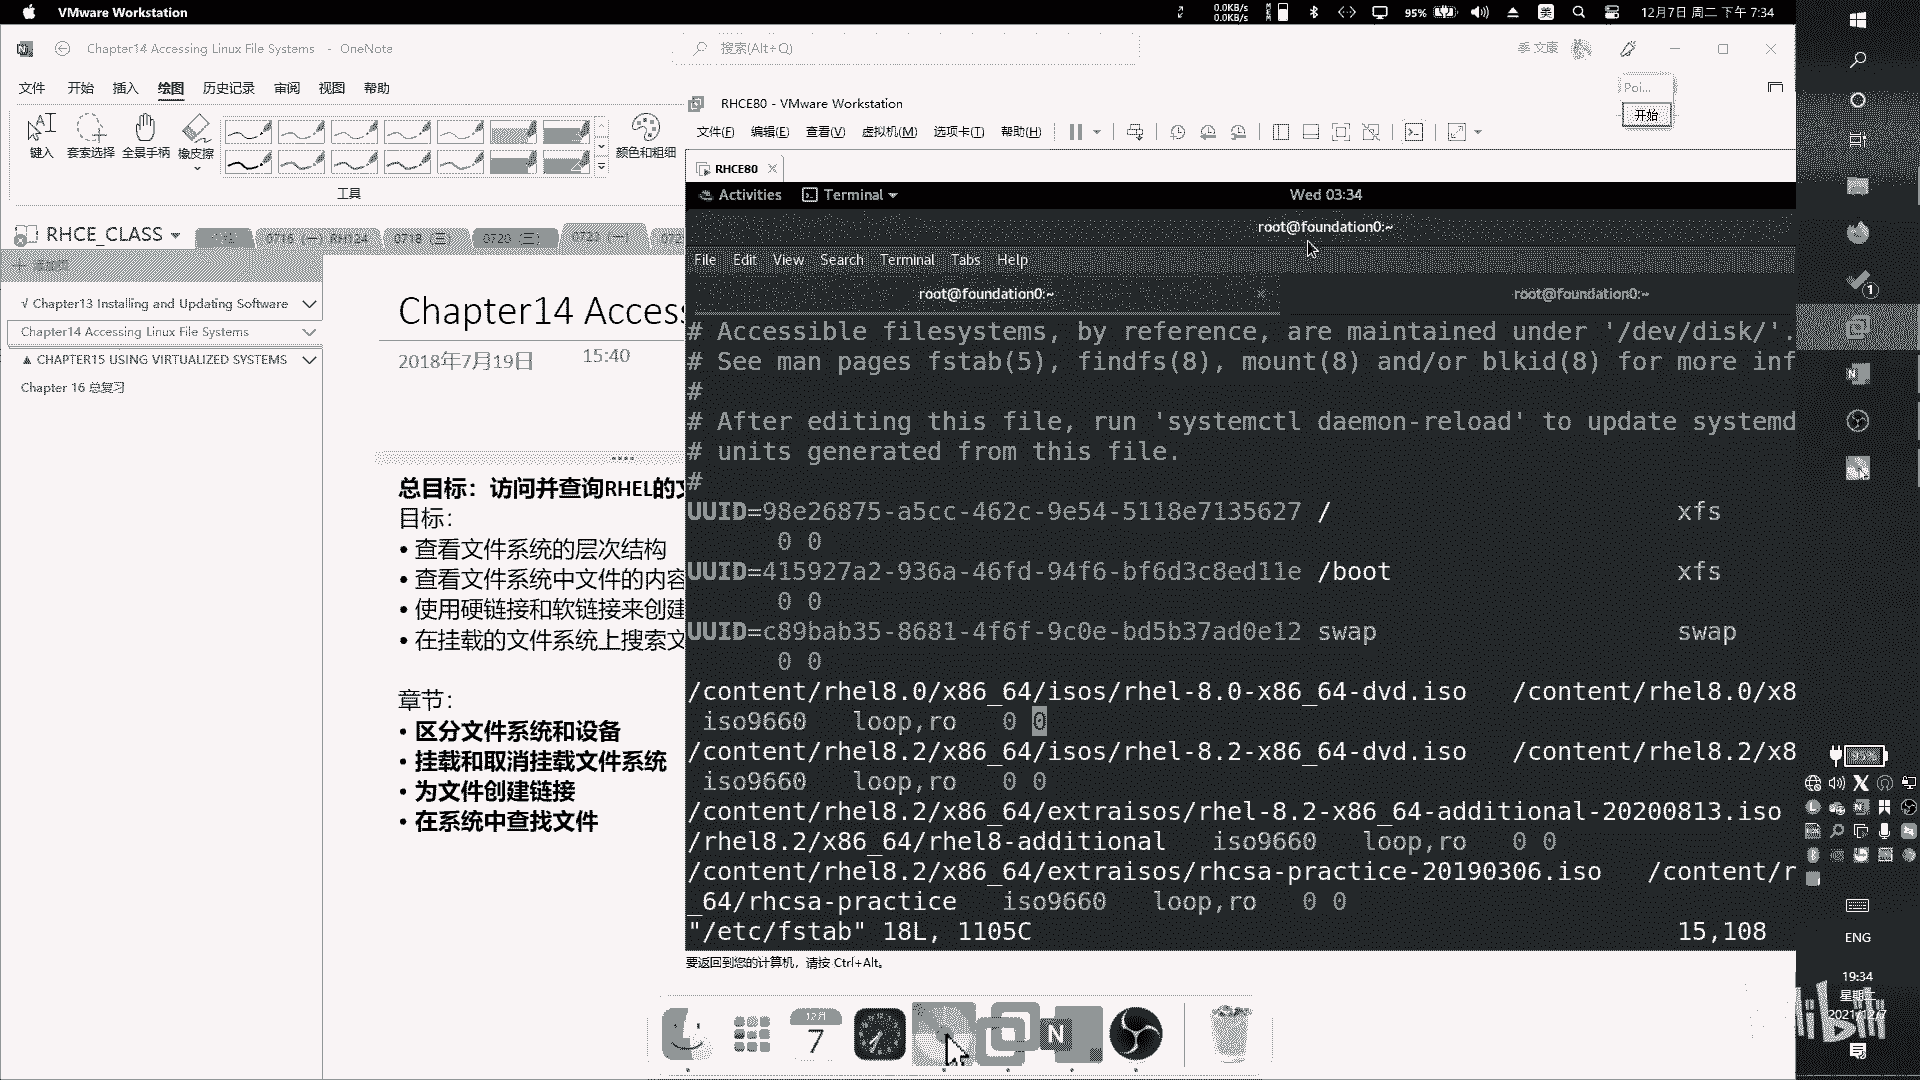 VMware Workstation
0.0KB/s
0.0KB/s
95%
美
12月7日 周二 下午 7:34
Chapter14 Accessing Linux File Systems - OneNote
搜索(Alt+Q)
文件 开始 插入 绘图 历史记录 审阅 视图 帮助
键入 套索选择 全景手柄 橡皮擦 颜色和粗细
工具
Poi...
开始
RHCE80 - VMware Workstation
文件(F) 编辑(E) 查看(V) 虚拟机(M) 选项卡(T) 帮助(H)
RHCE80
Activities Terminal Wed 03:34
root@foundation0:~
File Edit View Search Terminal Tabs Help
root@foundation0:~ root@foundation0:~
RHCE_CLASS
0716 (一) RH124 0718 (三) 0720 (三)
添加页
√ Chapter13 Installing and Updating Software
Chapter14 Accessing Linux File Systems
▲ CHAPTER15 USING VIRTUALIZED SYSTEMS
Chapter 16 总复习
Chapter14 Access
2018年7月19日 15:40
总目标：访问并查询RHEL的文
目标：
• 查看文件系统的层次结构
• 查看文件系统中文件的内容
• 使用硬链接和软链接来创建
• 在挂载的文件系统上搜索文
章节：
• 区分文件系统和设备
• 挂载和取消挂载文件系统
• 为文件创建链接
• 在系统中查找文件
# Accessible filesystems, by reference, are maintained under '/dev/disk/'.
# See man pages fstab(5), findfs(8), mount(8) and/or blkid(8) for more inf
#
# After editing this file, run 'systemctl daemon-reload' to update systemd
# units generated from this file.
#
UUID=98e26875-a5cc-462c-9e54-5118e7135627 / xfs
0 0
UUID=415927a2-936a-46fd-94f6-bf6d3c8ed11e /boot xfs
0 0
UUID=c89bab35-8681-4f6f-9c0e-bd5b37ad0e12 swap swap
0 0
/content/rhel8.0/x86_64/isos/rhel-8.0-x86_64-dvd.iso /content/rhel8.0/x8
iso9660 loop,ro 0 0
/content/rhel8.2/x86_64/isos/rhel-8.2-x86_64-dvd.iso /content/rhel8.2/x8
iso9660 loop,ro 0 0
/content/rhel8.2/x86_64/extraisos/rhel-8.2-x86_64-additional-20200813.iso
/rhel8.2/x86_64/rhel8-additional iso9660 loop,ro 0 0
/content/rhel8.2/x86_64/extraisos/rhcsa-practice-20190306.iso /content/r
_64/rhcsa-practice iso9660 loop,ro 0 0
"/etc/fstab" 18L, 1105C 15,108
要返回到您的计算机，请按 Ctrl+Alt。
12月
7
N
1
ENG
19:34
2021/12/7